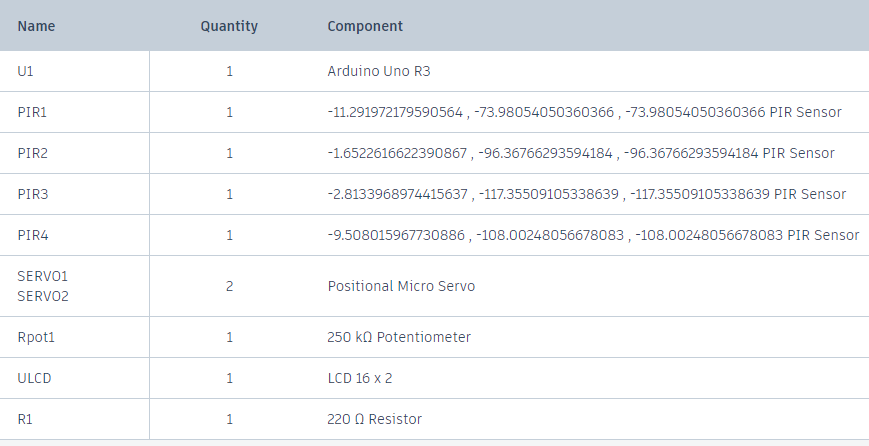 Name Quantity Component
U1 1 Arduino Uno R3
PIR1 1 -11.291972179590564 , -73.98054050360366 , -73.98054050360366 PIR Sensor
PIR2 1 -1.6522616622390867 , -96.36766293594184 , -96.36766293594184 PIR Sensor
PIR3 1 -2.8133968974415637 , -117.35509105338639 , -117.35509105338639 PIR Sensor
PIR4 1 -9.508015967730886 , -108.00248056678083 , -108.00248056678083 PIR Sensor
SERVO1
SERVO2 2 Positional Micro Servo
Rpot1 1 250 kΩ Potentiometer
ULCD 1 LCD 16 x 2
R1 1 220 Ω Resistor